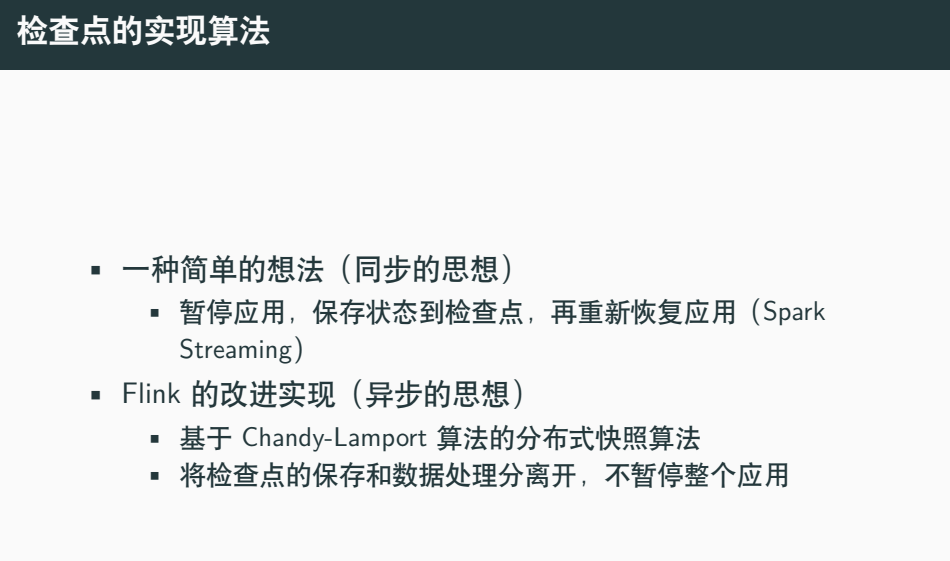 检查点的实现算法
▪ 一种简单的想法（同步的思想）
▪ 暂停应用，保存状态到检查点，再重新恢复应用（Spark
Streaming）
▪ Flink 的改进实现（异步的思想）
▪ 基于 Chandy-Lamport 算法的分布式快照算法
▪ 将检查点的保存和数据处理分离开，不暂停整个应用